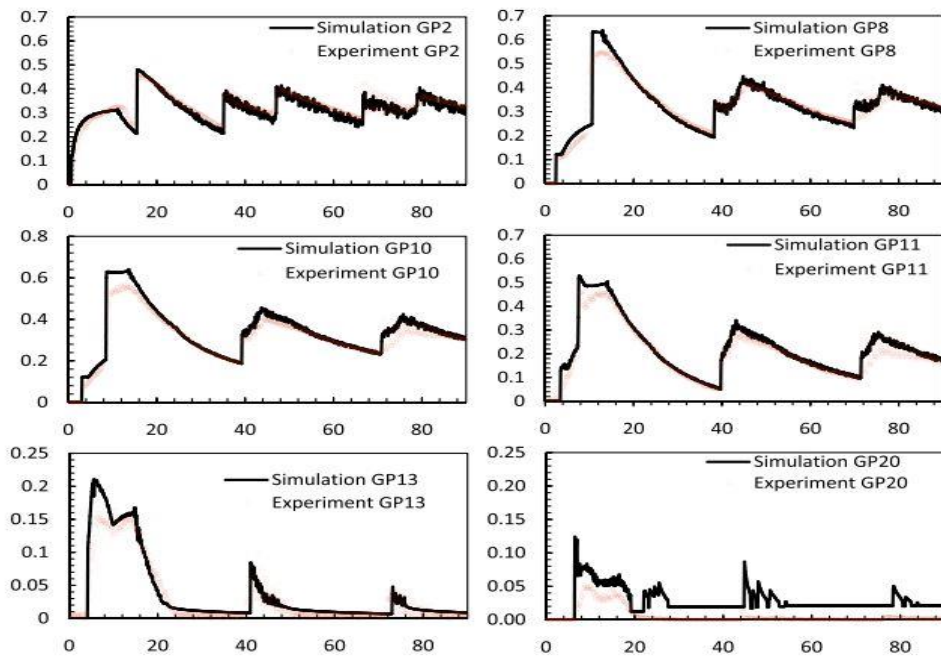 0.7
0.6
0.5
0.4
0.3
0.2
0.1
0
Simulation GP2
Experiment GP2
0 20 40 60 80
0.7
0.6
0.5
0.4
0.3
0.2
0.1
0
Simulation GP8
Experiment GP8
0 20 40 60 80
0.8
0.6
0.4
0.2
0
Simulation GP10
Experiment GP10
0 20 40 60 80
0.7
0.6
0.5
0.4
0.3
0.2
0.1
0
Simulation GP11
Experiment GP11
0 20 40 60 80
0.25
0.2
0.15
0.1
0.05
0
Simulation GP13
Experiment GP13
0 20 40 60 80
0.25
0.20
0.15
0.10
0.05
0.00
Simulation GP20
Experiment GP20
0 20 40 60 80